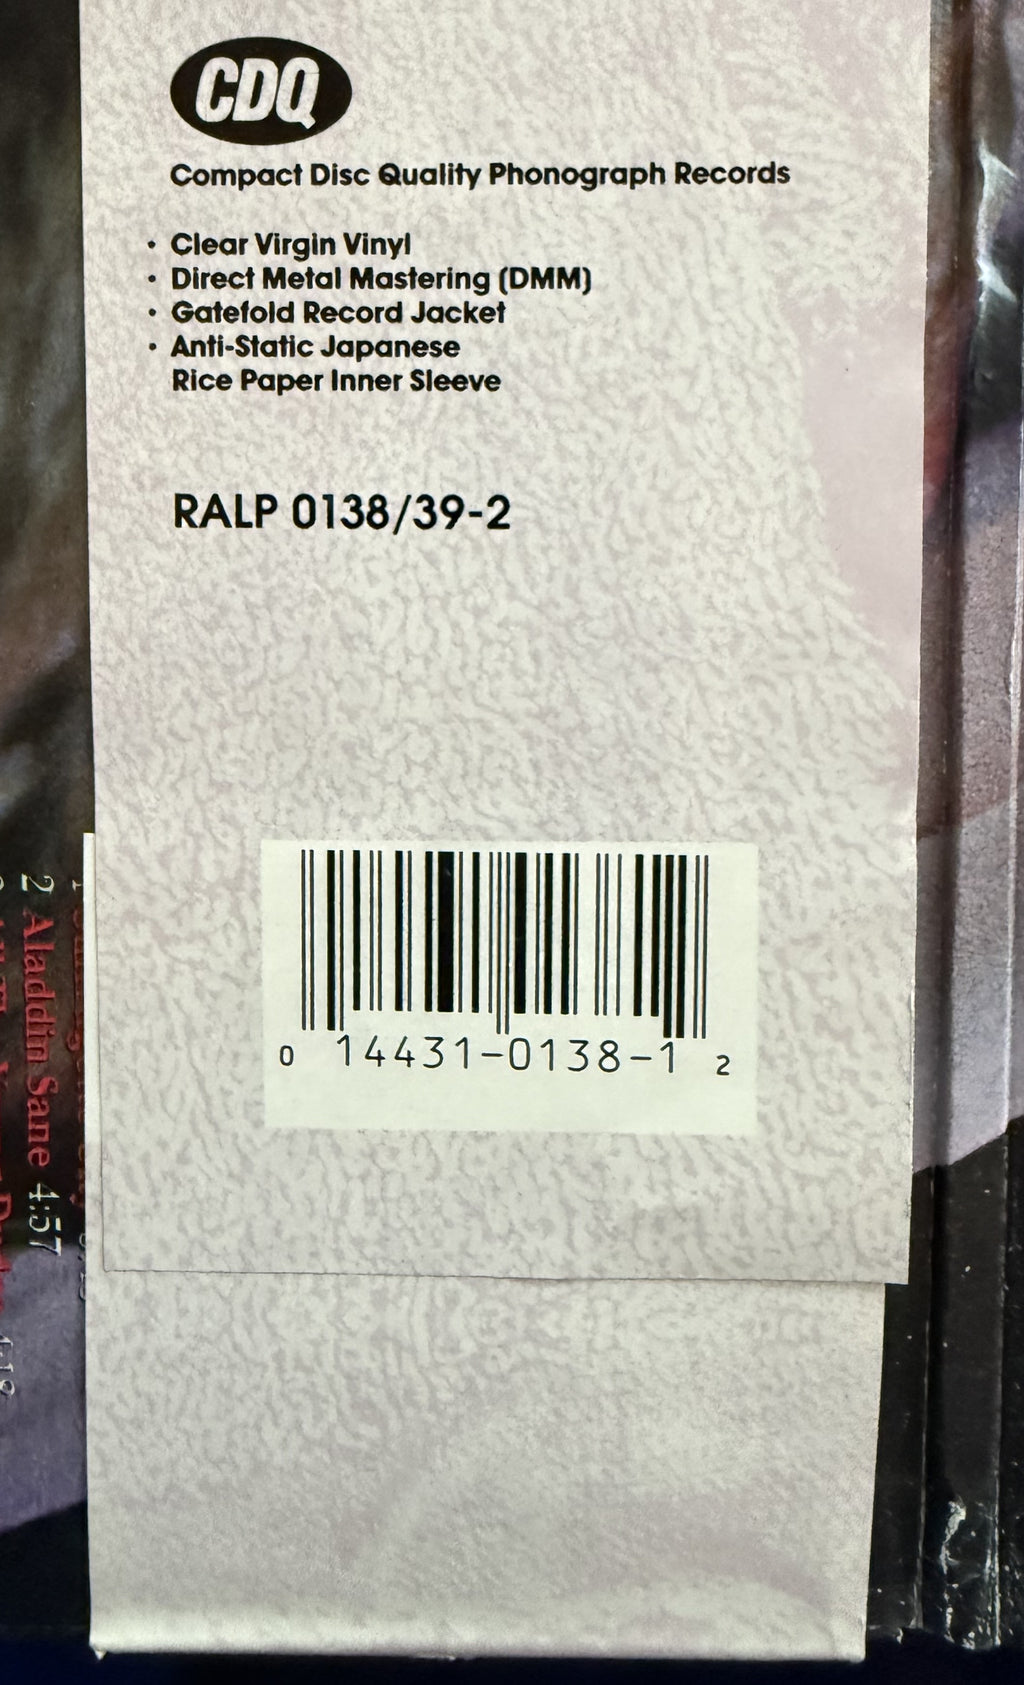 CDQ
Compact Disc Quality Phonograph Records
• Clear Virgin Vinyl
• Direct Metal Mastering (DMM)
• Gatefold Record Jacket
• Anti-Static Japanese
Rice Paper Inner Sleeve
RALP 0138/39-2
0 14431-0138-1 2
2 Aladdin Sane 4:57